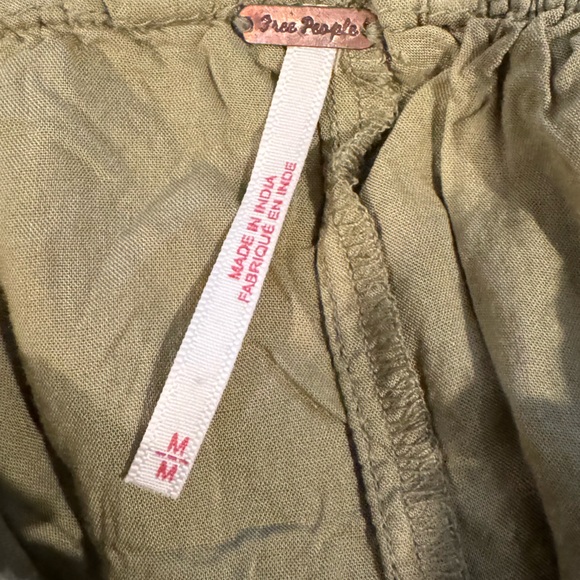 Free People
MADE IN INDIA
FABRIQUÉ EN INDE
M
M